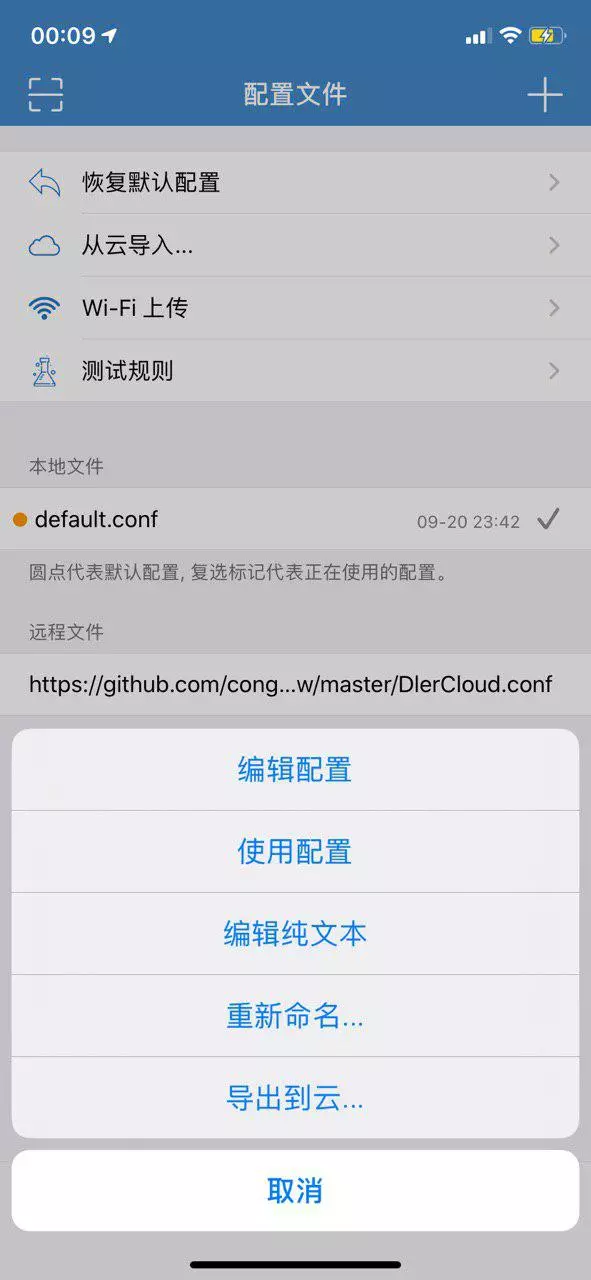 00:09
配置文件
恢复默认配置
从云导入...
Wi-Fi 上传
测试规则
本地文件
default.conf 09-20 23:42
圆点代表默认配置, 复选标记代表正在使用的配置。
远程文件
https://github.com/cong...w/master/DlerCloud.conf
编辑配置
使用配置
编辑纯文本
重新命名...
导出到云...
取消